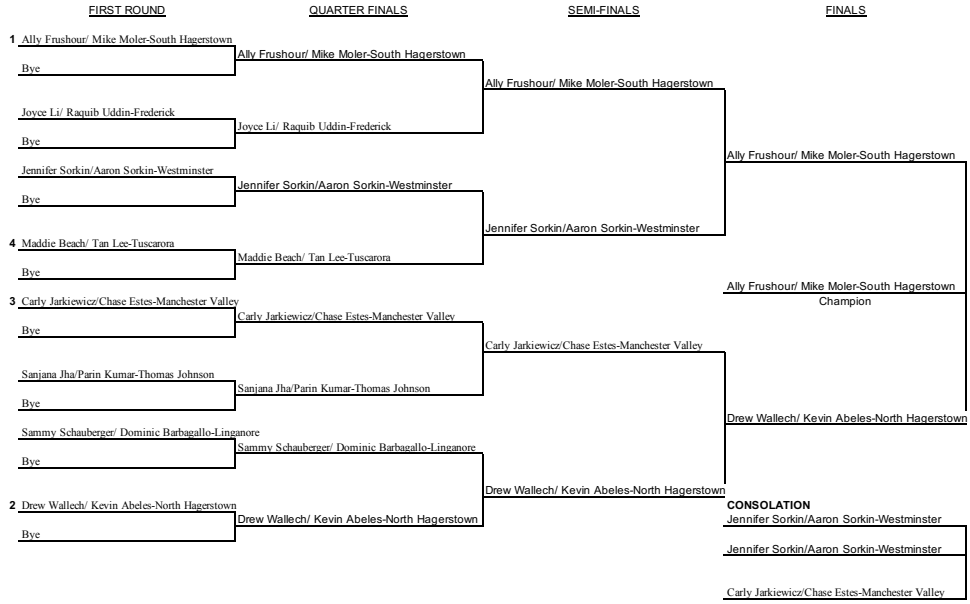 FIRST ROUND QUARTER FINALS SEMI-FINALS FINALS
1 Ally Frushour/ Mike Moler-South Hagerstown
Ally Frushour/ Mike Moler-South Hagerstown
Bye
Ally Frushour/ Mike Moler-South Hagerstown
Joyce Li/ Raquib Uddin-Frederick
Joyce Li/ Raquib Uddin-Frederick
Bye
Ally Frushour/ Mike Moler-South Hagerstown
Jennifer Sorkin/Aaron Sorkin-Westminster
Jennifer Sorkin/Aaron Sorkin-Westminster
Bye
Jennifer Sorkin/Aaron Sorkin-Westminster
4 Maddie Beach/ Tan Lee-Tuscarora
Maddie Beach/ Tan Lee-Tuscarora
Bye
Ally Frushour/ Mike Moler-South Hagerstown
Champion
3 Carly Jarkiewicz/Chase Estes-Manchester Valley
Carly Jarkiewicz/Chase Estes-Manchester Valley
Bye
Carly Jarkiewicz/Chase Estes-Manchester Valley
Sanjana Jha/Parin Kumar-Thomas Johnson
Sanjana Jha/Parin Kumar-Thomas Johnson
Bye
Drew Wallech/ Kevin Abeles-North Hagerstown
Sammy Schauberger/ Dominic Barbagallo-Linganore
Sammy Schauberger/ Dominic Barbagallo-Linganore
Bye
Drew Wallech/ Kevin Abeles-North Hagerstown
2 Drew Wallech/ Kevin Abeles-North Hagerstown
Drew Wallech/ Kevin Abeles-North Hagerstown
Bye
CONSOLATION
Jennifer Sorkin/Aaron Sorkin-Westminster
Jennifer Sorkin/Aaron Sorkin-Westminster
Carly Jarkiewicz/Chase Estes-Manchester Valley